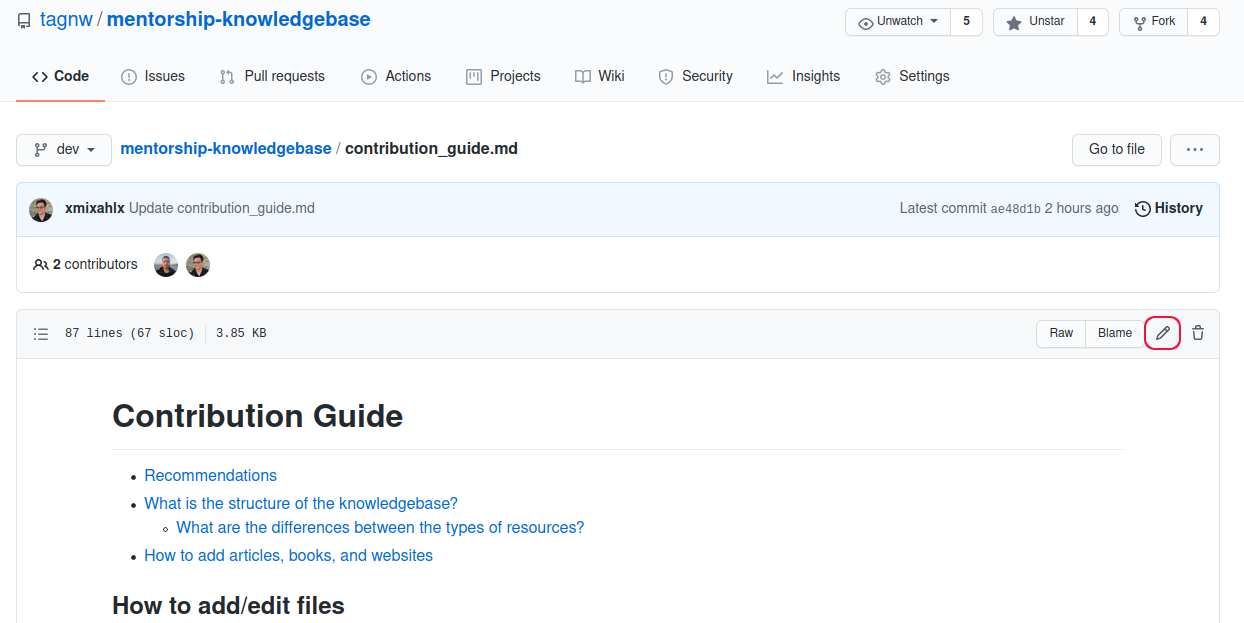 tagnw / mentorship-knowledgebase Unwatch 5 Unstar 4 Fork 4
Code Issues Pull requests Actions Projects Wiki Security Insights Settings
dev mentorship-knowledgebase / contribution_guide.md Go to file ...
xmixahlx Update contribution_guide.md Latest commit ae48d1b 2 hours ago History
2 contributors
87 lines (67 sloc) 3.85 KB Raw Blame
Contribution Guide
• Recommendations
• What is the structure of the knowledgebase?
◦ What are the differences between the types of resources?
• How to add articles, books, and websites
How to add/edit files